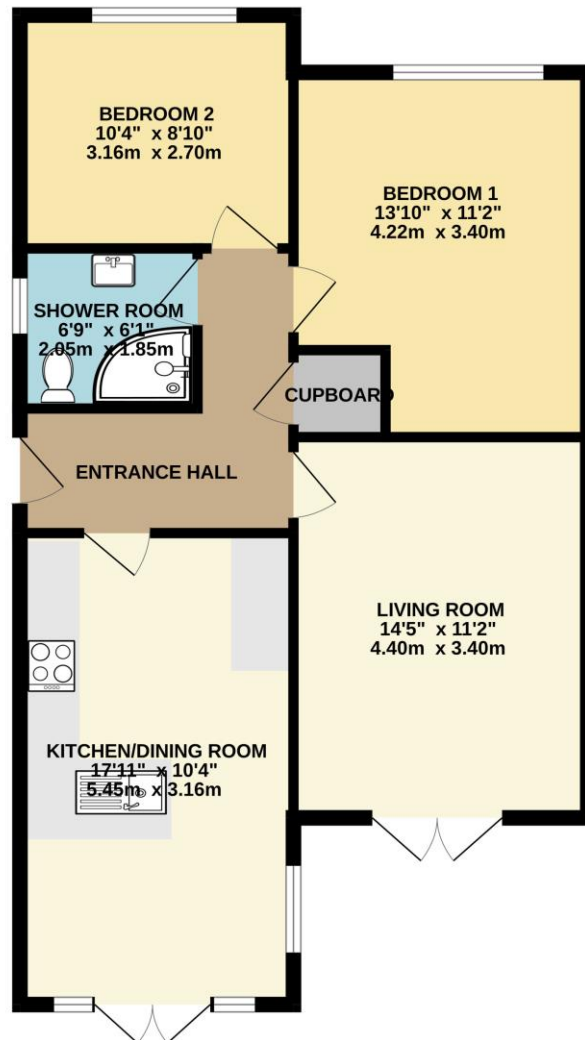 BEDROOM 2
10'4" x 8'10"
3.16m x 2.70m
BEDROOM 1
13'10" x 11'2"
4.22m x 3.40m
SHOWER ROOM
6'9" x 6'1"
2.05m x 1.85m
CUPBOARD
ENTRANCE HALL
LIVING ROOM
14'5" x 11'2"
4.40m x 3.40m
KITCHEN/DINING ROOM
17'11" x 10'4"
5.45m x 3.16m